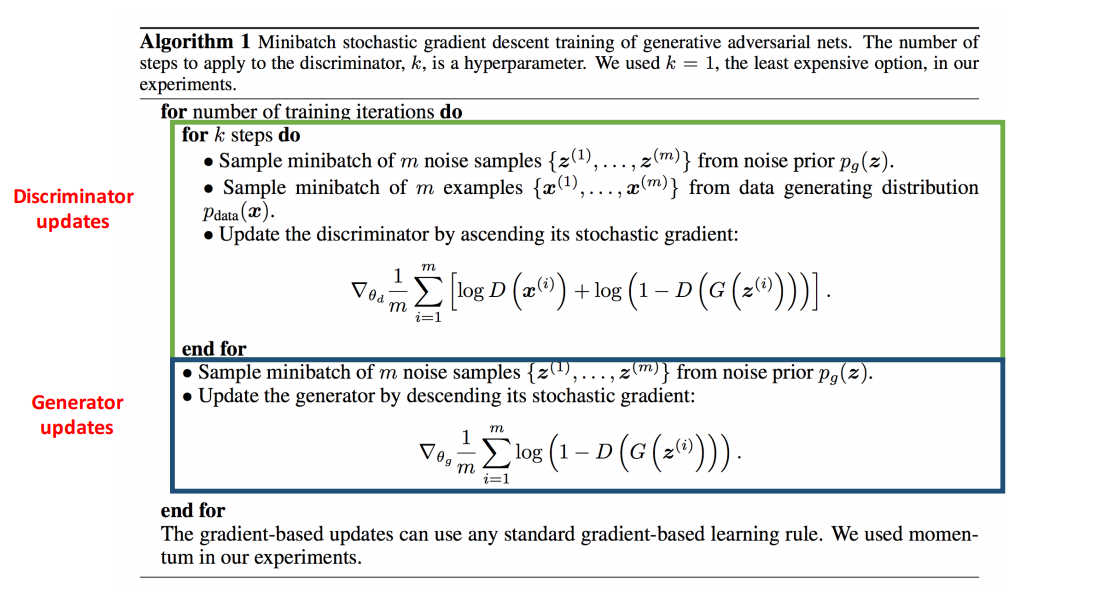 Algorithm 1 Minibatch stochastic gradient descent training of generative adversarial nets. The number of
steps to apply to the discriminator, k, is a hyperparameter. We used k = 1, the least expensive option, in our
experiments.
for number of training iterations do
for k steps do
• Sample minibatch of m noise samples {z^(1), . . . , z^(m)} from noise prior p_g(z).
• Sample minibatch of m examples {x^(1), . . . , x^(m)} from data generating distribution
p_data(x).
• Update the discriminator by ascending its stochastic gradient:
∇_θ_d 1/m ∑_{i=1}^{m} [log D (x^(i)) + log (1 − D (G (z^(i))))] .
end for
Discriminator
updates
• Sample minibatch of m noise samples {z^(1), . . . , z^(m)} from noise prior p_g(z).
• Update the generator by descending its stochastic gradient:
∇_θ_g 1/m ∑_{i=1}^{m} log (1 − D (G (z^(i)))) .
Generator
updates
end for
The gradient-based updates can use any standard gradient-based learning rule. We used momen-
tum in our experiments.